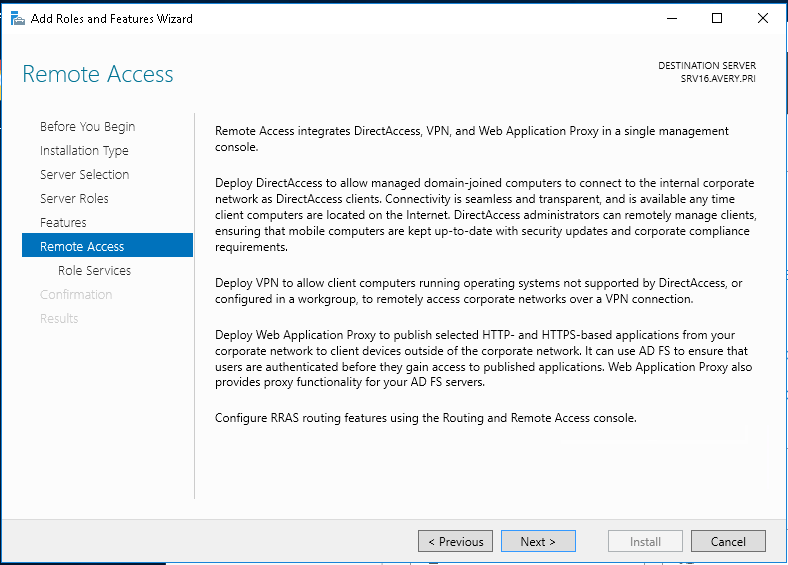 Add Roles and Features Wizard
Remote Access
DESTINATION SERVER
SRV16.AVERY.PRI
Before You Begin
Installation Type
Server Selection
Server Roles
Features
Remote Access
Role Services
Confirmation
Results
Remote Access integrates DirectAccess, VPN, and Web Application Proxy in a single management
console.
Deploy DirectAccess to allow managed domain-joined computers to connect to the internal corporate
network as DirectAccess clients. Connectivity is seamless and transparent, and is available any time
client computers are located on the Internet. DirectAccess administrators can remotely manage clients,
ensuring that mobile computers are kept up-to-date with security updates and corporate compliance
requirements.
Deploy VPN to allow client computers running operating systems not supported by DirectAccess, or
configured in a workgroup, to remotely access corporate networks over a VPN connection.
Deploy Web Application Proxy to publish selected HTTP- and HTTPS-based applications from your
corporate network to client devices outside of the corporate network. It can use AD FS to ensure that
users are authenticated before they gain access to published applications. Web Application Proxy also
provides proxy functionality for your AD FS servers.
Configure RRAS routing features using the Routing and Remote Access console.
< Previous
Next >
Install
Cancel